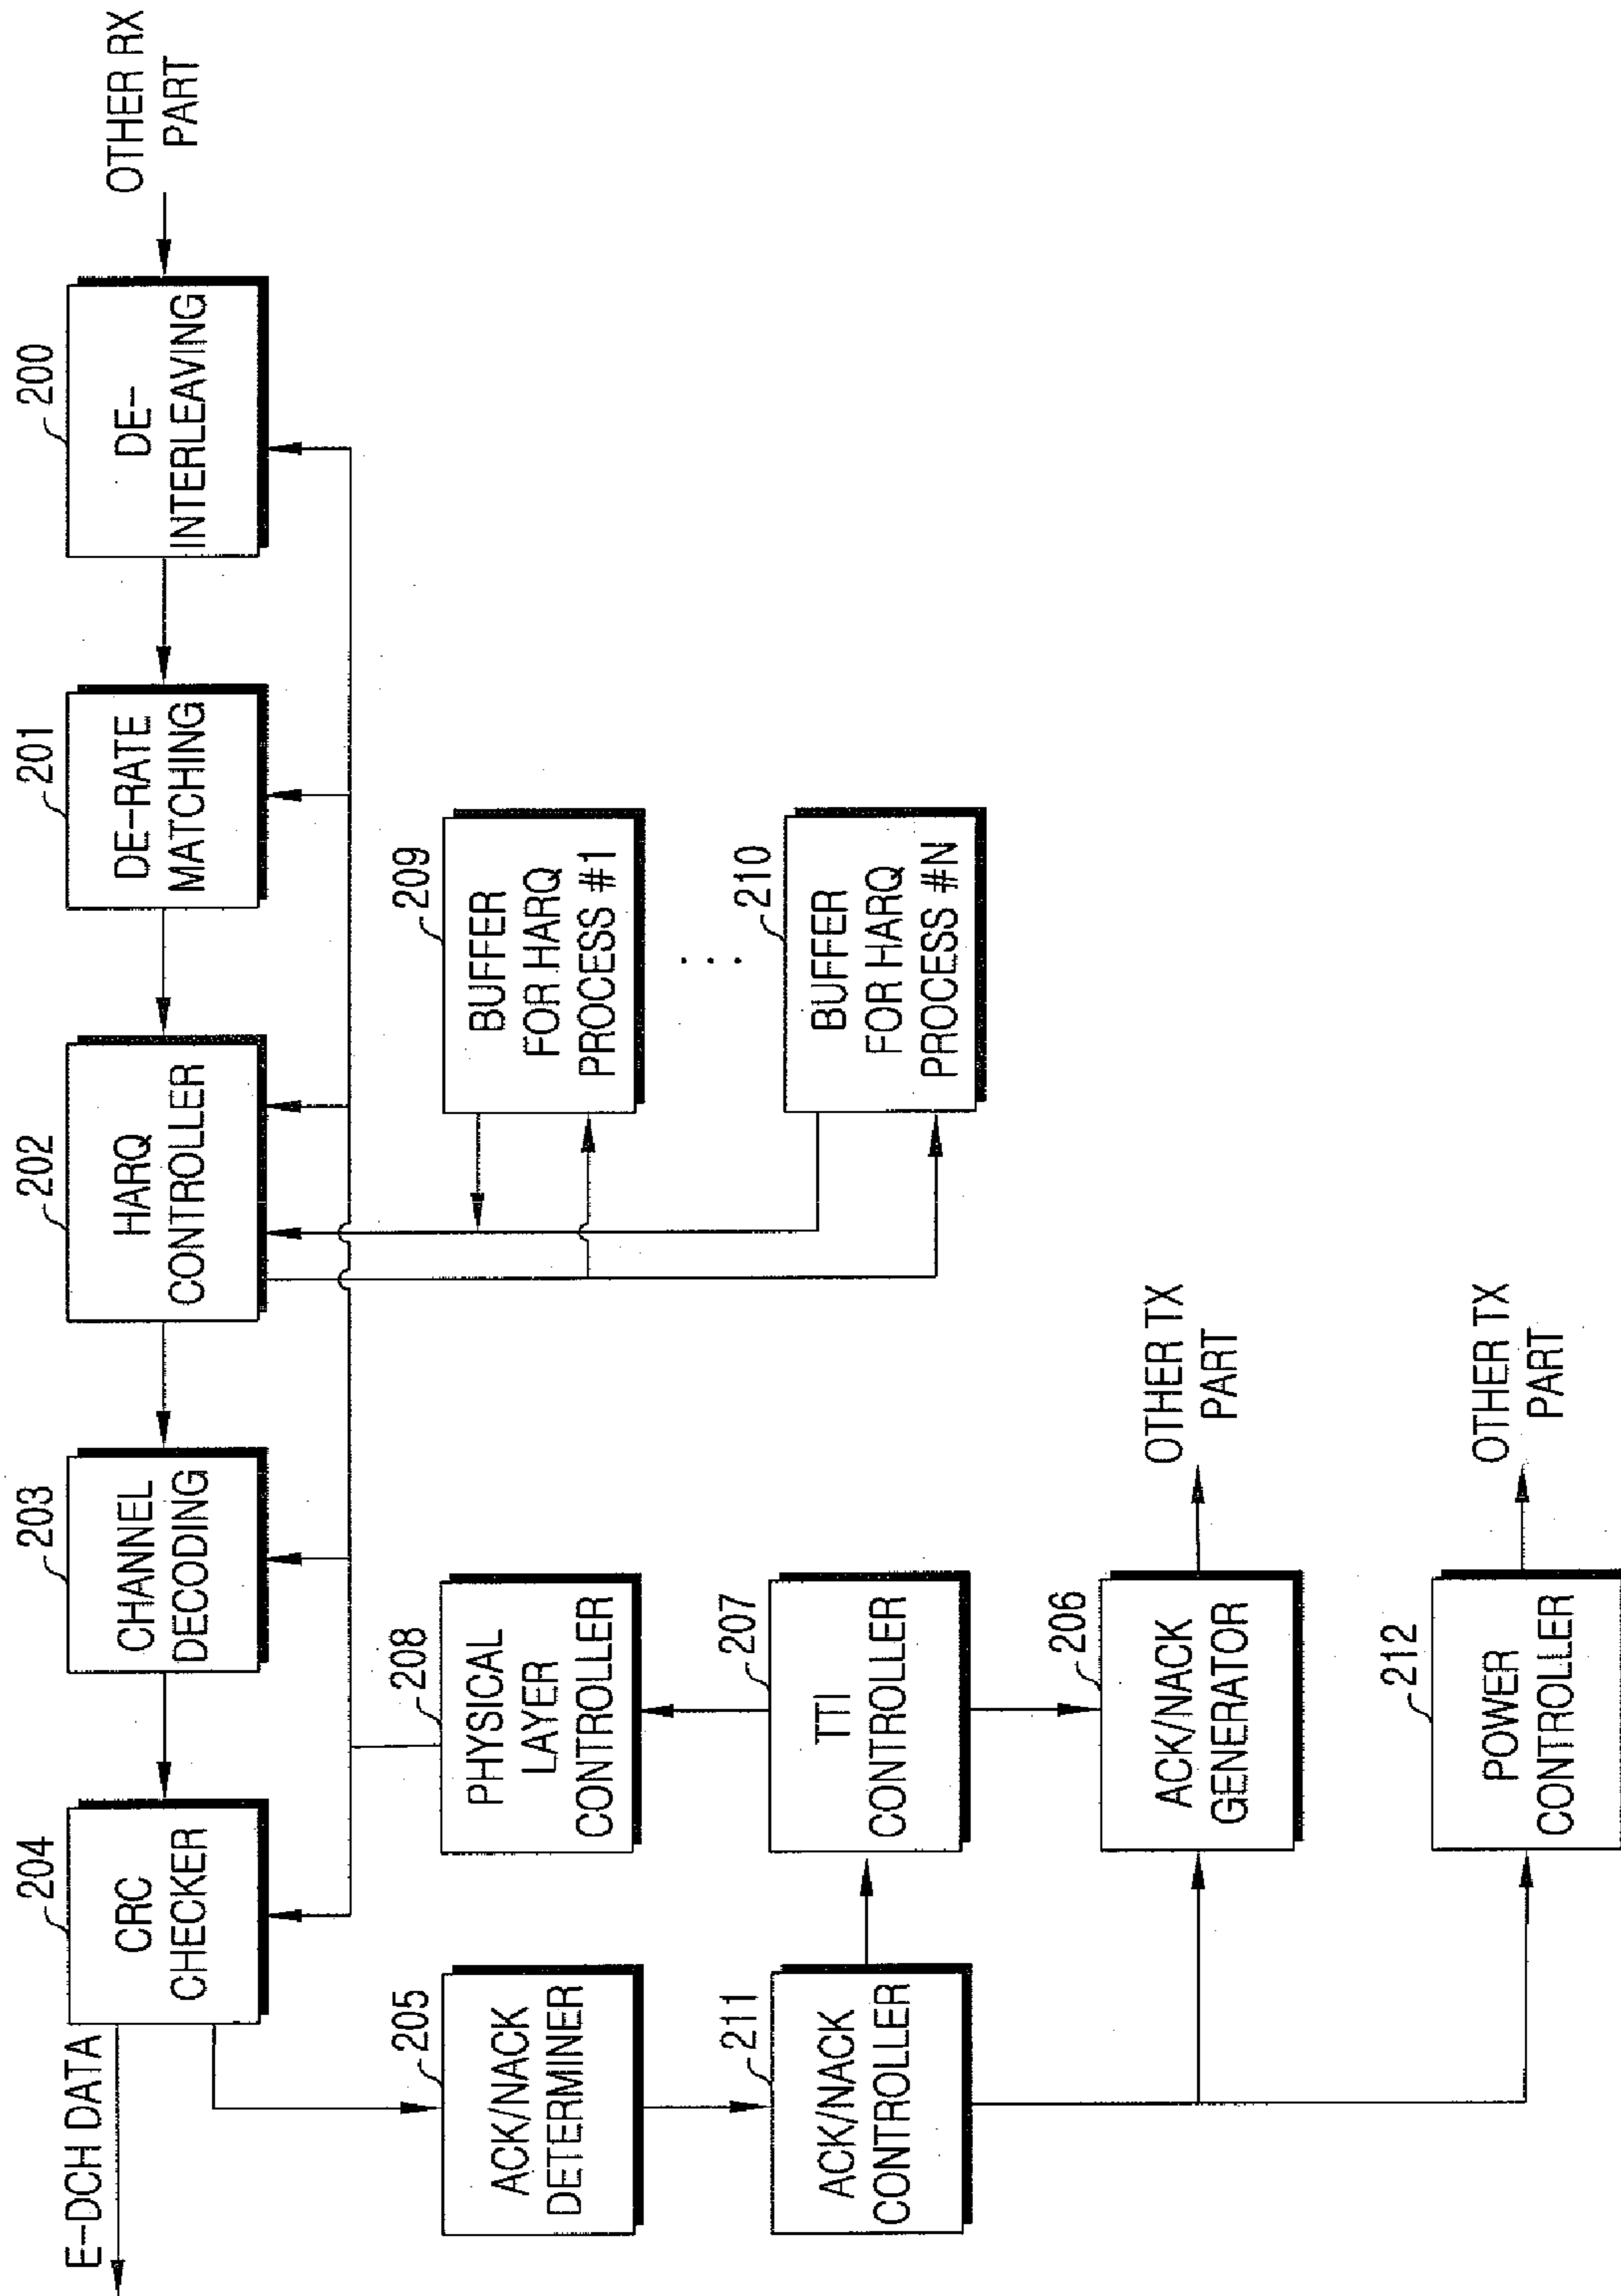 E-DCH DATA
204
CRC
CHECKER
203
CHANNEL
DECODING
202
HARQ
CONTROLLER
201
DE-RATE
MATCHING
200
DE-
INTERLEAVING
OTHER RX
PART
205
ACK/NACK
DETERMINER
208
PHYSICAL
LAYER
CONTROLLER
209
BUFFER
FOR HARQ
PROCESS #1
...
211
ACK/NACK
CONTROLLER
207
TTI
CONTROLLER
210
BUFFER
FOR HARQ
PROCESS #N
206
ACK/NACK
GENERATOR
OTHER TX
PART
212
POWER
CONTROLLER
OTHER TX
PART